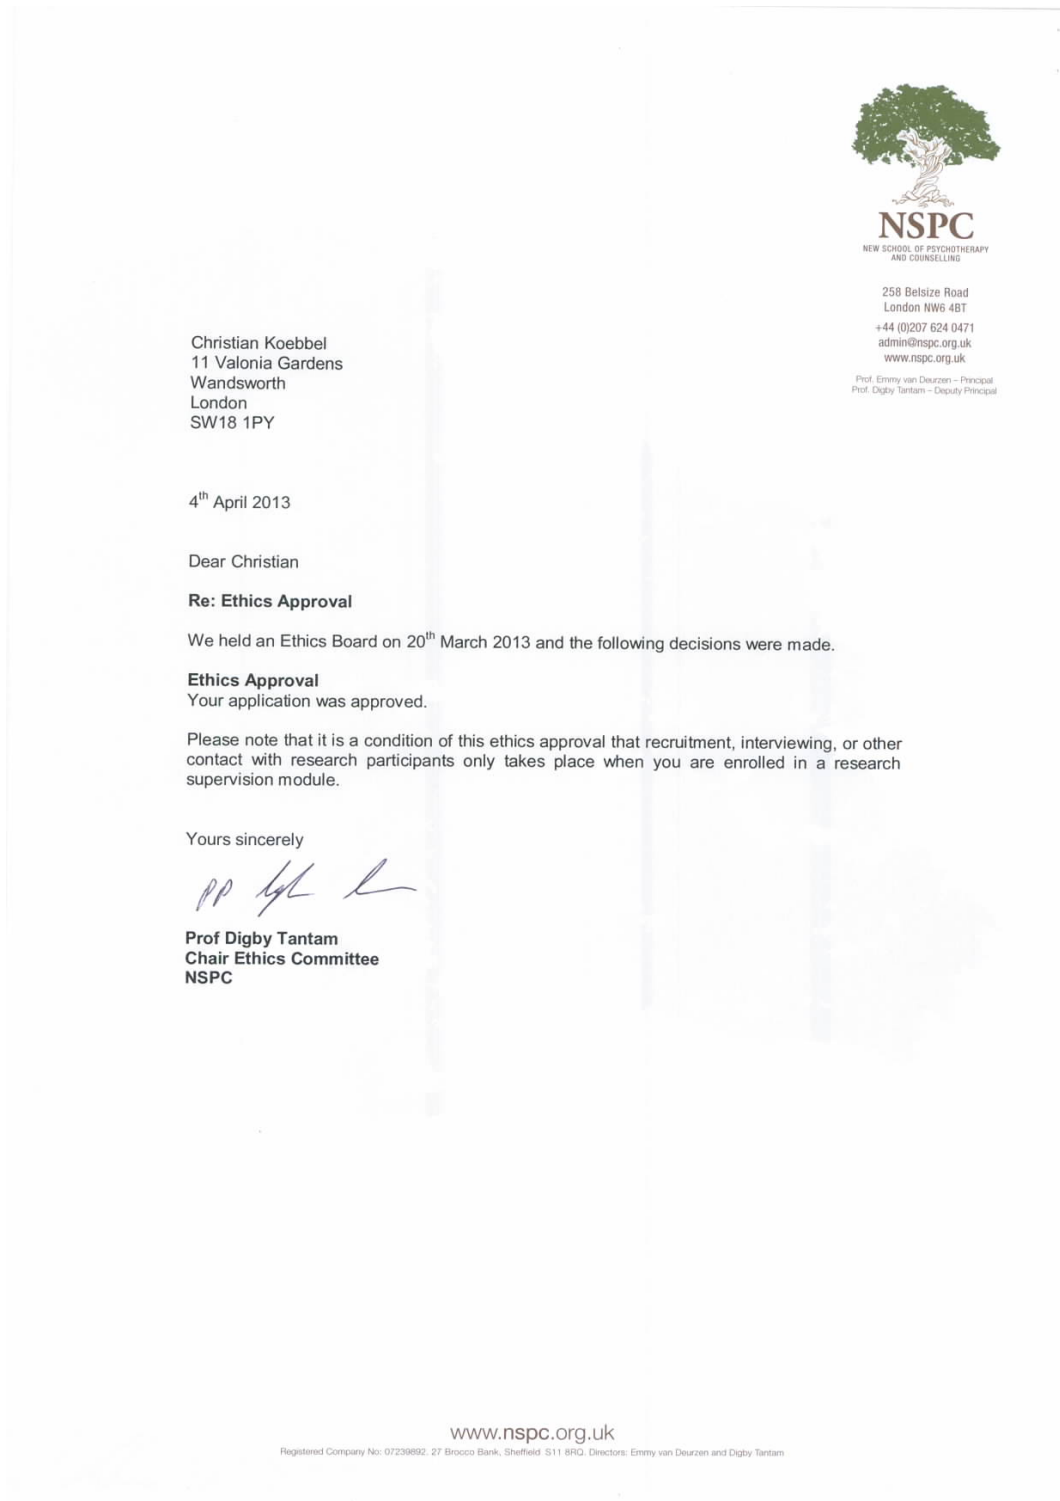 NSPC
NEW SCHOOL OF PSYCHOTHERAPY
AND COUNSELLING
258 Belsize Road
London NW6 4BT
+44 (0)207 624 0471
admin@nspc.org.uk
www.nspc.org.uk
Prof. Emmy van Deurzen – Principal
Prof. Digby Tantam – Deputy Principal
Christian Koebbel
11 Valonia Gardens
Wandsworth
London
SW18 1PY
4th April 2013
Dear Christian
Re: Ethics Approval
We held an Ethics Board on 20th March 2013 and the following decisions were made.
Ethics Approval
Your application was approved.
Please note that it is a condition of this ethics approval that recruitment, interviewing, or other
contact with research participants only takes place when you are enrolled in a research
supervision module.
Yours sincerely
pp
Prof Digby Tantam
Chair Ethics Committee
NSPC
www.nspc.org.uk
Registered Company No: 07239892. 27 Brocco Bank, Sheffield S11 8RQ. Directors: Emmy van Deurzen and Digby Tantam